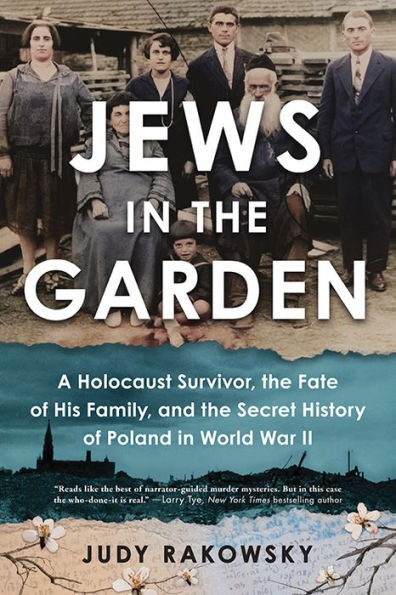 JEWS
IN THE
GARDEN
A Holocaust Survivor, the Fate
of His Family, and the Secret History
of Poland in World War II
"Reads like the best of narrator-guided murder mysteries. But in this case
the who-done-it is real." —Larry Tye, New York Times bestselling author
JUDY RAKOWSKY